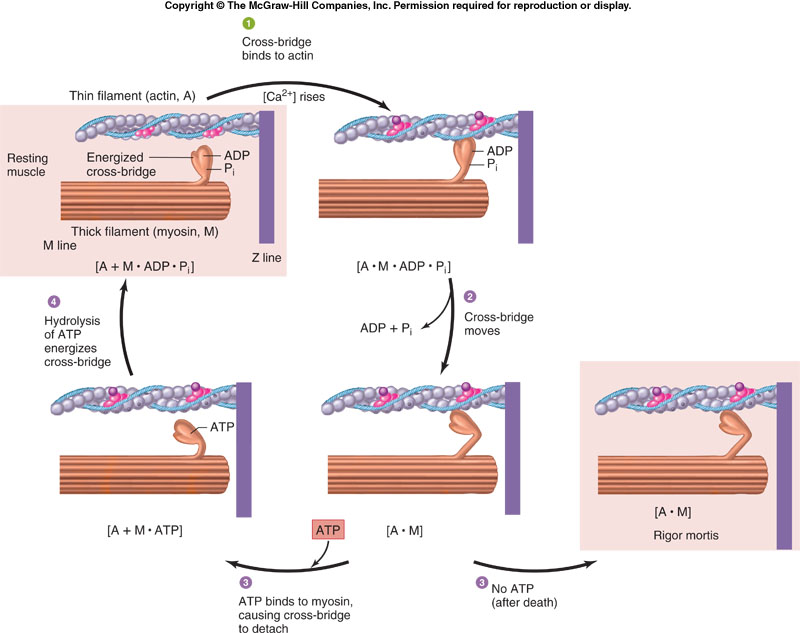 Copyright © The McGraw-Hill Companies, Inc. Permission required for reproduction or display.
1
Cross-bridge
binds to actin
Thin filament (actin, A)
[Ca²⁺] rises
Resting
muscle
Energized
cross-bridge
ADP
Pᵢ
Thick filament (myosin, M)
M line
Z line
[A + M • ADP • Pᵢ]
ADP
Pᵢ
[A • M • ADP • Pᵢ]
4
Hydrolysis
of ATP
energizes
cross-bridge
2
Cross-bridge
moves
ADP + Pᵢ
ATP
[A + M • ATP]
ATP
[A • M]
[A • M]
Rigor mortis
3
ATP binds to myosin,
causing cross-bridge
to detach
3
No ATP
(after death)